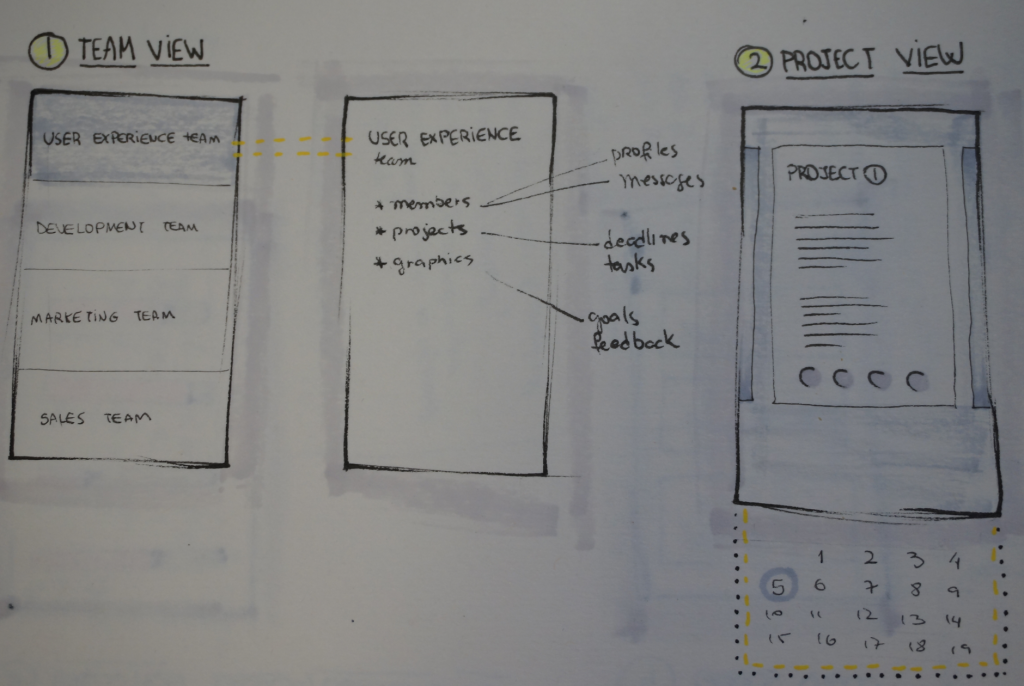 1 TEAM VIEW
USER EXPERIENCE TEAM
DEVELOPMENT TEAM
MARKETING TEAM
SALES TEAM
USER EXPERIENCE
team
* members
* projects
* graphics
profiles
messages
deadlines
tasks
goals
feedback
2 PROJECT VIEW
PROJECT 1
1 2 3 4
5 6 7 8 9
10 11 12 13 14
15 16 17 18 19